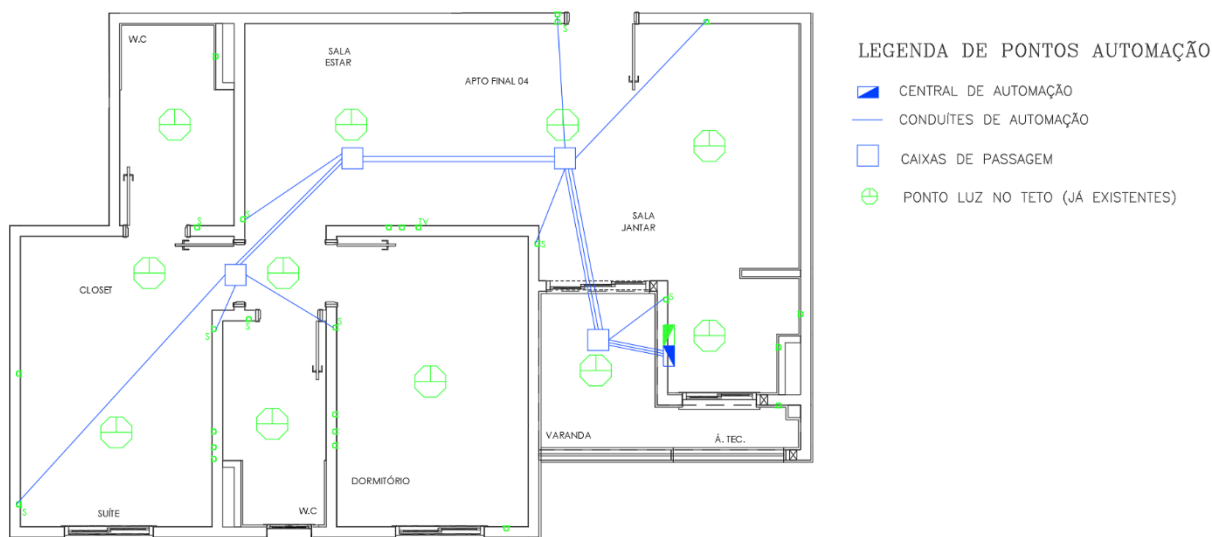 W.C
SALA
ESTAR
APTO FINAL 04
S
S
S
TV
S
SALA
JANTAR
S
CLOSET
S
S
S
VARANDA
Á. TEC.
DORMITÓRIO
S
SUÍTE
W.C
LEGENDA DE PONTOS AUTOMAÇÃO
CENTRAL DE AUTOMAÇÃO
CONDUÍTES DE AUTOMAÇÃO
CAIXAS DE PASSAGEM
PONTO LUZ NO TETO (JÁ EXISTENTES)